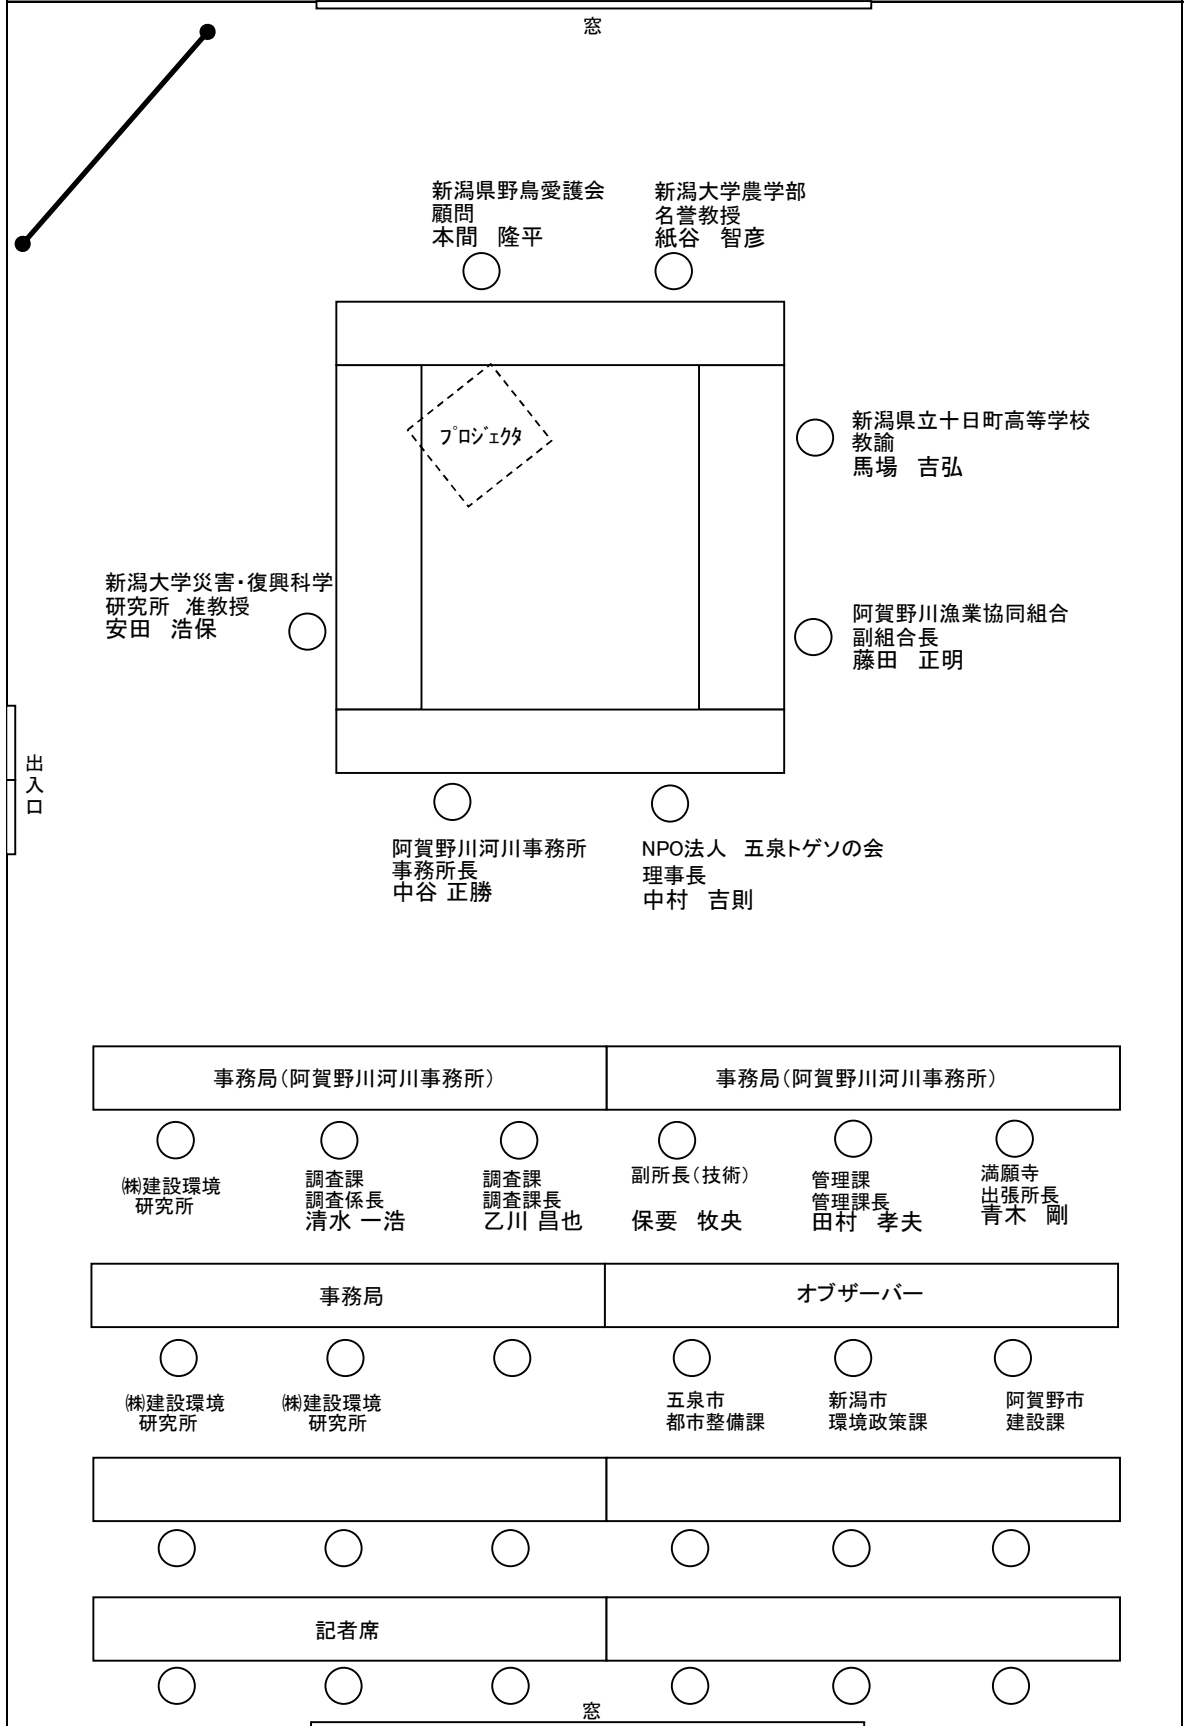 窓
新潟県野鳥愛護会
顧問
本間　隆平
新潟大学農学部
名誉教授
紙谷　智彦
ﾌﾟﾛｼﾞｪｸﾀ
新潟県立十日町高等学校
教諭
馬場　吉弘
新潟大学災害・復興科学
研究所　准教授
安田　浩保
阿賀野川漁業協同組合
副組合長
藤田　正明
出入口
阿賀野川河川事務所
事務所長
中谷 正勝
NPO法人　五泉トゲソの会
理事長
中村　吉則
事務局（阿賀野川河川事務所）
事務局（阿賀野川河川事務所）
㈱建設環境
研究所
調査課
調査係長
清水 一浩
調査課
調査課長
乙川 昌也
副所長（技術）
保要　牧央
管理課
管理課長
田村　孝夫
満願寺
出張所長
青木　剛
事務局
オブザーバー
㈱建設環境
研究所
㈱建設環境
研究所
五泉市
都市整備課
新潟市
環境政策課
阿賀野市
建設課
記者席
窓